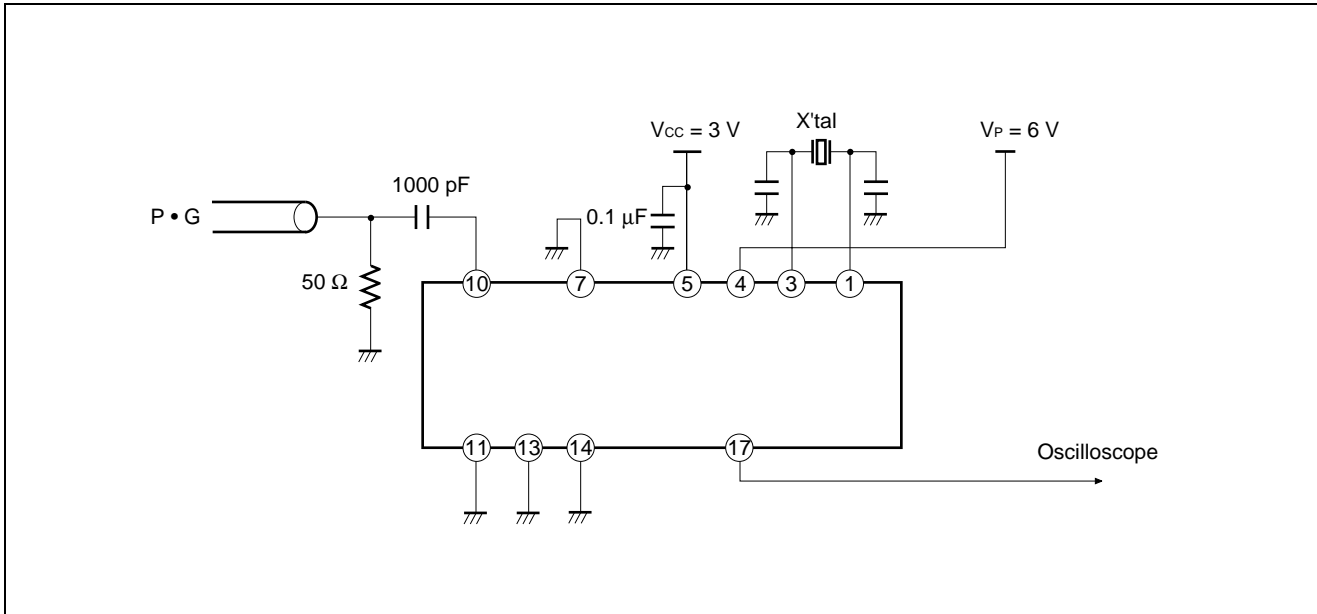 X'tal
VCC = 3 V
VP = 6 V
1000 pF
P • G
0.1 μF
50 Ω
10
7
5
4
3
1
11
13
14
17
Oscilloscope